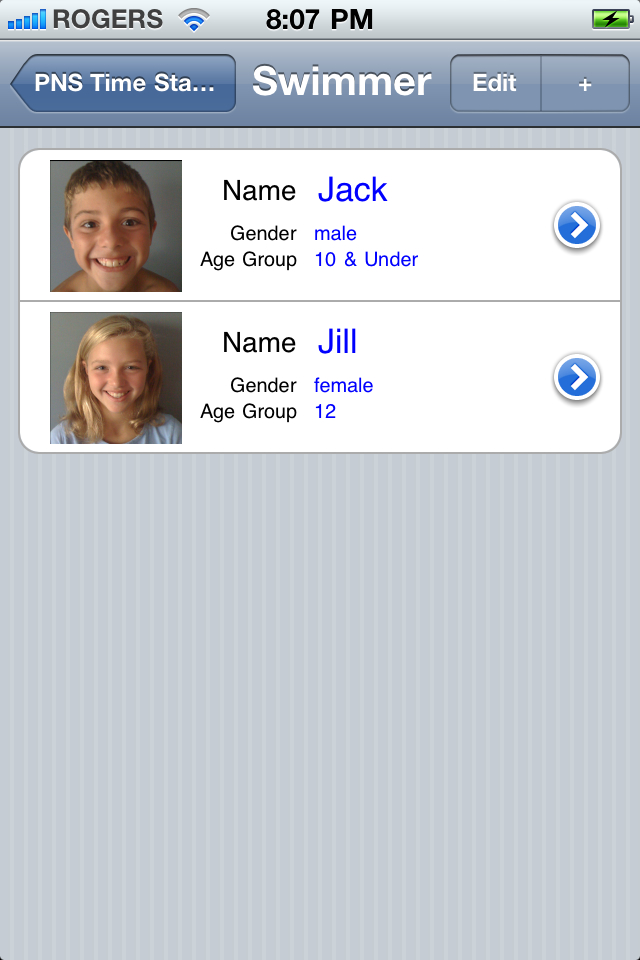 ROGERS 8:07 PM
PNS Time Sta... Swimmer Edit +
Name Jack
Gender male
Age Group 10 & Under
Name Jill
Gender female
Age Group 12